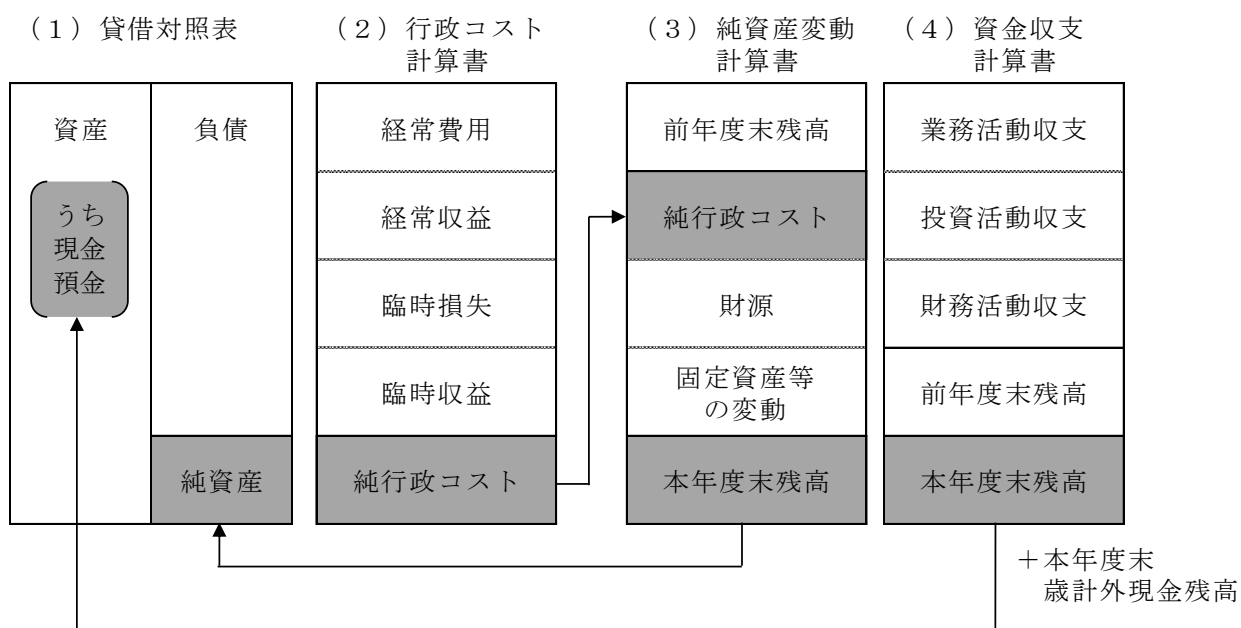 (1)貸借対照表
資産
うち
現金
預金
負債
純資産
(2)行政コスト
計算書
経常費用
経常収益
臨時損失
臨時収益
純行政コスト
(3)純資産変動
計算書
前年度末残高
純行政コスト
財源
固定資産等
の変動
本年度末残高
(4)資金収支
計算書
業務活動収支
投資活動収支
財務活動収支
前年度末残高
本年度末残高
+本年度末
歳計外現金残高